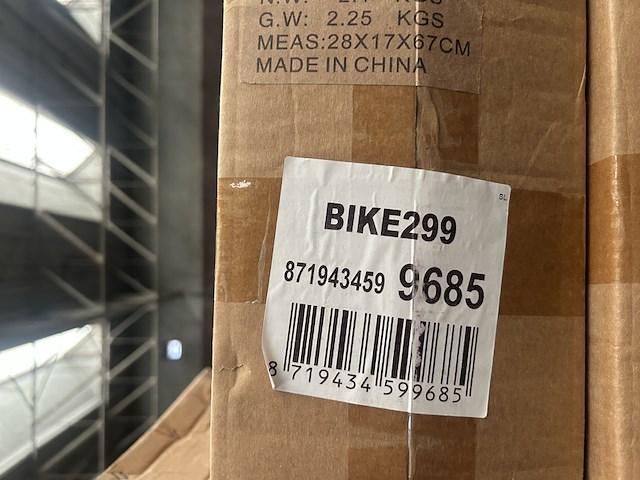 G.W: 2.25 KGS
MEAS:28X17X67CM
MADE IN CHINA
BIKE299
871943459 9685
8 719434 599685